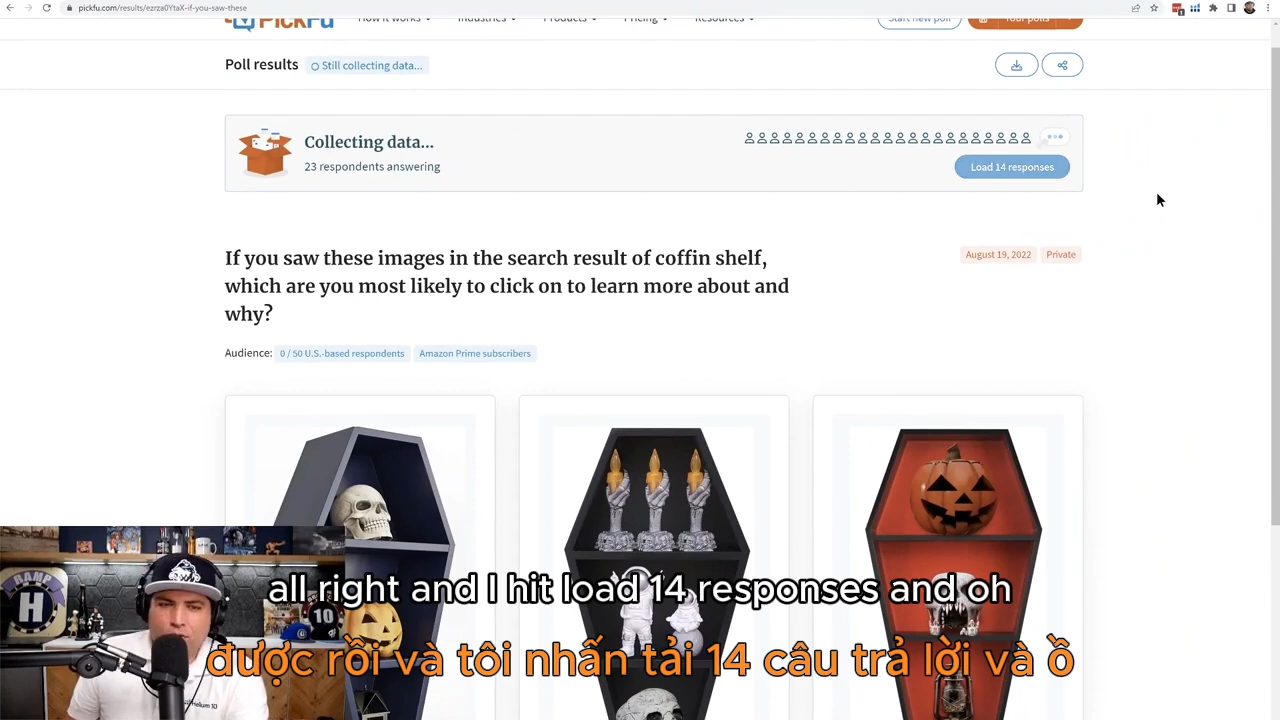 pickfu.com/results/ezrza0YtaX-if-you-saw-these
PickFu
How it works
Industries
Products
Pricing
Resources
Start new poll
Your polls
Poll results
Still collecting data...
Collecting data...
23 respondents answering
Load 14 responses
If you saw these images in the search result of coffin shelf,
which are you most likely to click on to learn more about and
why?
August 19, 2022
Private
Audience:
0 / 50 U.S.-based respondents
Amazon Prime subscribers
H
10
helium 10
all right and I hit load 14 responses and oh
được rồi và tôi nhấn tải 14 câu trả lời và ồ